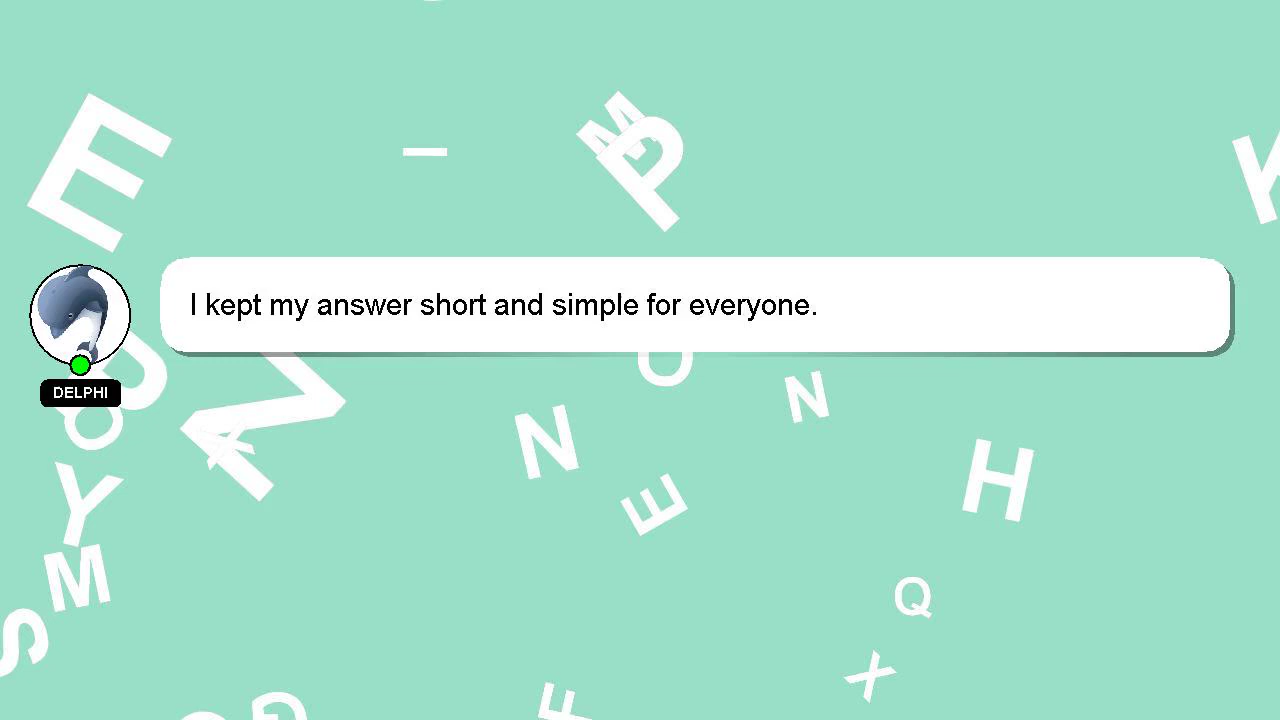 I kept my answer short and simple for everyone.
DELPHI
E
I
M
P
K
O
N
N
A
O
N
Y
E
H
M
Q
S
X
F
G